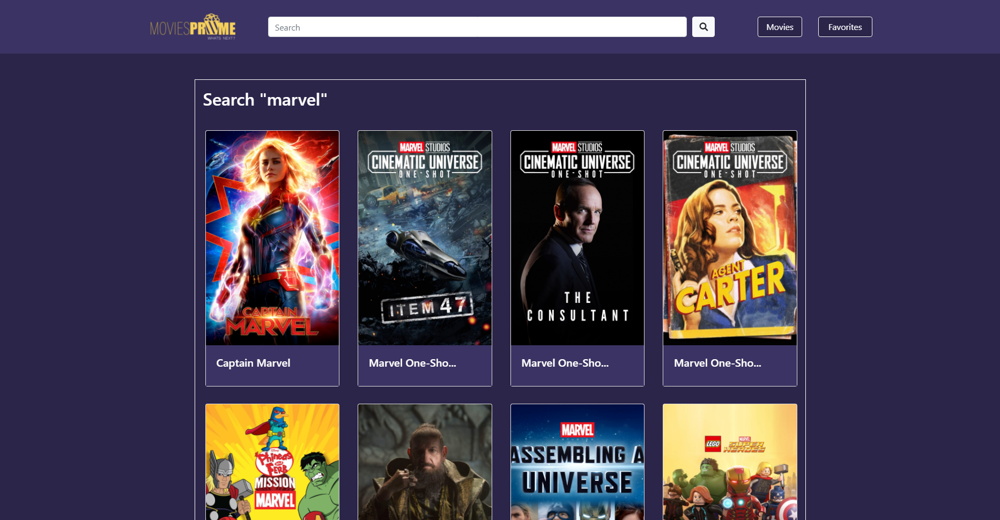 MOVIESPRIME
WHATS NEXT?
Search
Movies
Favorites
Search "marvel"
MARVEL STUDIOS
CINEMATIC UNIVERSE
ONE-SHOT
MARVEL STUDIOS
CINEMATIC UNIVERSE
ONE-SHOT
MARVEL STUDIOS
CINEMATIC UNIVERSE
ONE-SHOT
CAPTAIN
MARVEL
ITEM 47
THE
CONSULTANT
AGENT
CARTER
Captain Marvel
Marvel One-Sho...
Marvel One-Sho...
Marvel One-Sho...
Disney
Phineas
and
FERB
MISSION
MARVEL
MARVEL
STUDIOS
ASSEMBLING A
UNIVERSE
LEGO
MARVEL
SUPER
HEROES